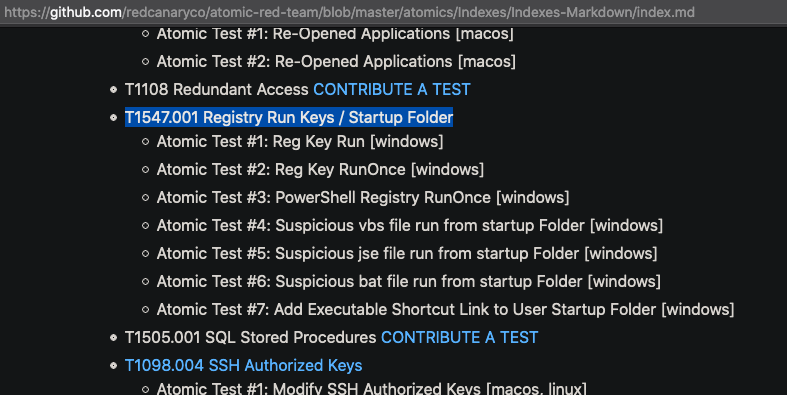 https://github.com/redcanaryco/atomic-red-team/blob/master/atomics/Indexes/Indexes-Markdown/index.md
Atomic Test #1: Re-Opened Applications [macos]
Atomic Test #2: Re-Opened Applications [macos]
T1108 Redundant Access CONTRIBUTE A TEST
T1547.001 Registry Run Keys / Startup Folder
Atomic Test #1: Reg Key Run [windows]
Atomic Test #2: Reg Key RunOnce [windows]
Atomic Test #3: PowerShell Registry RunOnce [windows]
Atomic Test #4: Suspicious vbs file run from startup Folder [windows]
Atomic Test #5: Suspicious jse file run from startup Folder [windows]
Atomic Test #6: Suspicious bat file run from startup Folder [windows]
Atomic Test #7: Add Executable Shortcut Link to User Startup Folder [windows]
T1505.001 SQL Stored Procedures CONTRIBUTE A TEST
T1098.004 SSH Authorized Keys
Atomic Test #1: Modify SSH Authorized Keys [macos, linux]